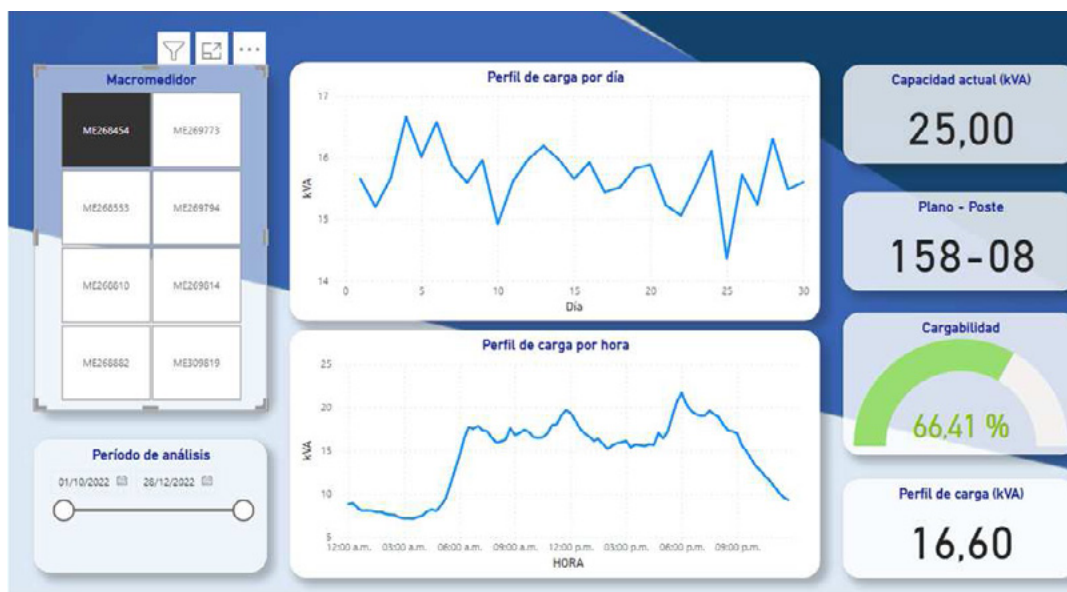 Macromedidor
ME268454 ME269773
ME268553 ME269794
ME268810 ME269814
ME268882 ME309819
Período de análisis
01/10/2022 28/12/2022
Perfil de carga por día
17
16
15
14
kVA
0 5 10 15 20 25 30
Día
Perfil de carga por hora
25
20
15
10
5
kVA
12:00 a.m. 03:00 a.m. 06:00 a.m. 09:00 a.m. 12:00 p.m. 03:00 p.m. 06:00 p.m. 09:00 p.m.
HORA
Capacidad actual (kVA)
25,00
Plano - Poste
158-08
Cargabilidad
66,41 %
Perfil de carga (kVA)
16,60